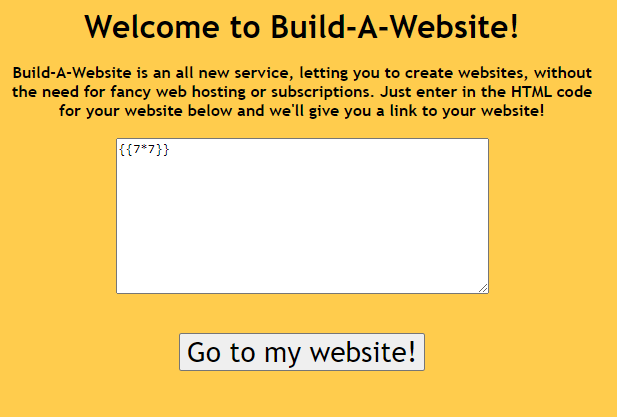 Welcome to Build-A-Website!
Build-A-Website is an all new service, letting you to create websites, without
the need for fancy web hosting or subscriptions. Just enter in the HTML code
for your website below and we'll give you a link to your website!
{{7*7}}
Go to my website!